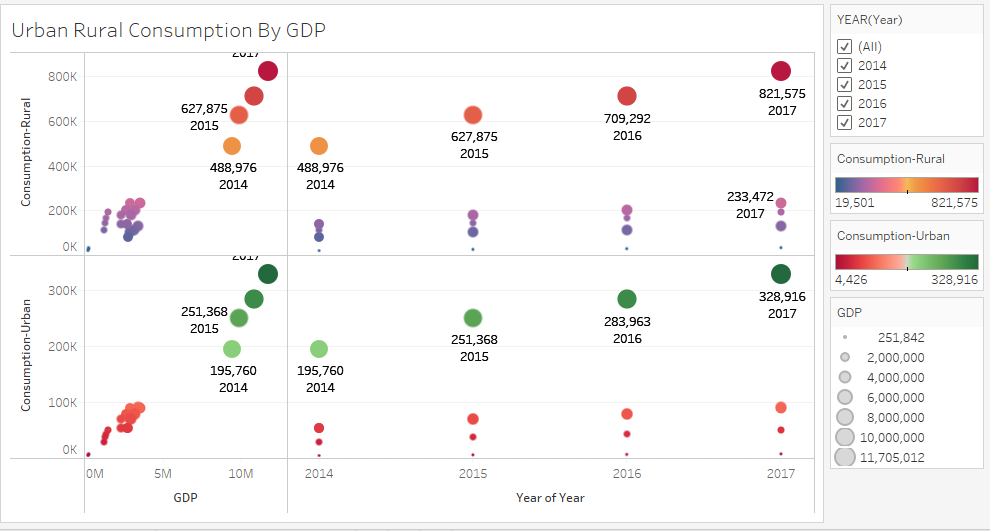 Urban Rural Consumption By GDP
2017
800K
600K
400K
200K
0K
Consumption-Rural
627,875
2015
488,976
2014
488,976
2014
627,875
2015
709,292
2016
821,575
2017
233,472
2017
2017
300K
200K
100K
0K
Consumption-Urban
251,368
2015
195,760
2014
195,760
2014
251,368
2015
283,963
2016
328,916
2017
0M
5M
10M
2014
2015
2016
2017
GDP
Year of Year
YEAR(Year)
(All)
2014
2015
2016
2017
Consumption-Rural
19,501
821,575
Consumption-Urban
4,426
328,916
GDP
251,842
2,000,000
4,000,000
6,000,000
8,000,000
10,000,000
11,705,012